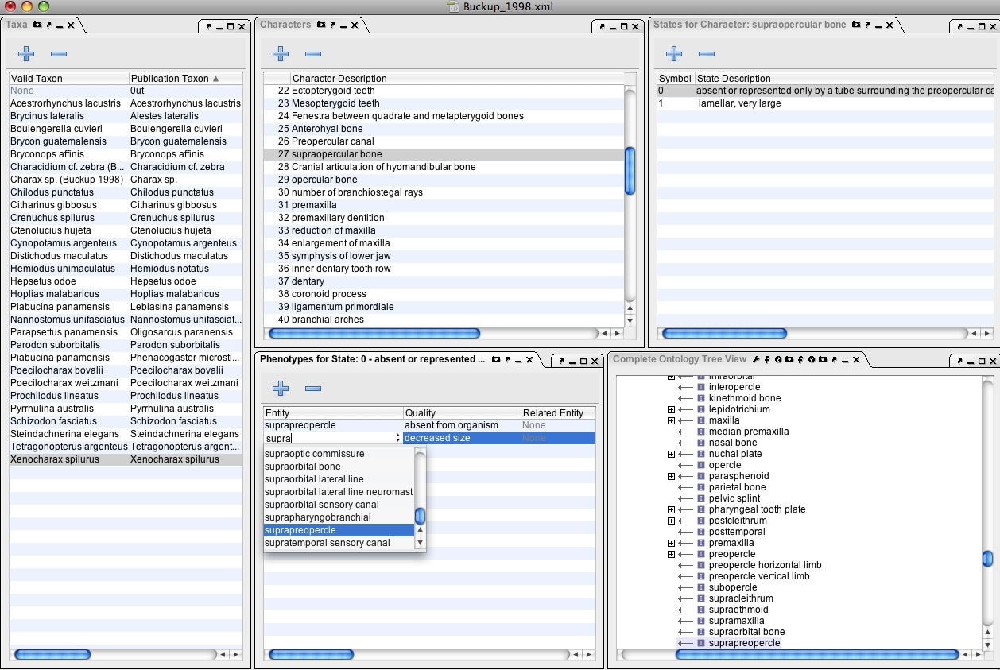 Buckup_1998.xml
Taxa
Valid Taxon Publication Taxon ▲
None 0ut
Acestrorhynchus lacustris Acestrorhynchus lacustris
Brycinus lateralis Alestes lateralis
Boulengerella cuvieri Boulengerella cuvieri
Brycon guatemalensis Brycon guatemalensis
Bryconops affinis Bryconops affinis
Characidium cf. zebra (B... Characidium cf. zebra
Charax sp. (Buckup 1998) Charax sp.
Chilodus punctatus Chilodus punctatus
Citharinus gibbosus Citharinus gibbosus
Crenuchus spilurus Crenuchus spilurus
Ctenolucius hujeta Ctenolucius hujeta
Cynopotamus argenteus Cynopotamus argenteus
Distichodus maculatus Distichodus maculatus
Hemiodus unimaculatus Hemiodus notatus
Hepsetus odoe Hepsetus odoe
Hoplias malabaricus Hoplias malabaricus
Piabucina panamensis Lebiasina panamensis
Nannostomus unifasciatus Nannostomus unifasciat...
Parapsettus panamensis Oligosarcus paranensis
Parodon suborbitalis Parodon suborbitalis
Piabucina panamensis Phenacogaster microsti...
Poecilocharax bovalii Poecilocharax bovalii
Poecilocharax weitzmani Poecilocharax weitzmani
Prochilodus lineatus Prochilodus lineatus
Pyrrhulina australis Pyrrhulina australis
Schizodon fasciatus Schizodon fasciatus
Steindachnerina elegans Steindachnerina elegans
Tetragonopterus argenteus Tetragonopterus argent...
Xenocharax spilurus Xenocharax spilurus
Characters
Character Description
22 Ectopterygoid teeth
23 Mesopterygoid teeth
24 Fenestra between quadrate and metapterygoid bones
25 Anterohyal bone
26 Preopercular canal
27 supraopercular bone
28 Cranial articulation of hyomandibular bone
29 opercular bone
30 number of branchiostegal rays
31 premaxilla
32 premaxillary dentition
33 reduction of maxilla
34 enlargement of maxilla
35 symphysis of lower jaw
36 inner dentary tooth row
37 dentary
38 coronoid process
39 ligamentum primordiale
40 branchial arches
States for Character: supraopercular bone
Symbol State Description
0 absent or represented only by a tube surrounding the preopercular ca
1 lamellar, very large
Phenotypes for State: 0 - absent or represented ...
Entity Quality Related Entity
suprapreopercle absent from organism None
supra decreased size None
supraoptic commissure
supraorbital bone
supraorbital lateral line
supraorbital lateral line neuromast
supraorbital sensory canal
suprapharyngobranchial
suprapreopercle
supratemporal sensory canal
Complete Ontology Tree View
infraorbital
interopercle
kinethmoid bone
lepidotrichium
maxilla
median premaxilla
nasal bone
nuchal plate
opercle
parasphenoid
parietal bone
pelvic splint
pharyngeal tooth plate
postcleithrum
posttemporal
premaxilla
preopercle
preopercle horizontal limb
preopercle vertical limb
subopercle
supracleithrum
supraethmoid
supramaxilla
supraorbital bone
suprapreopercle